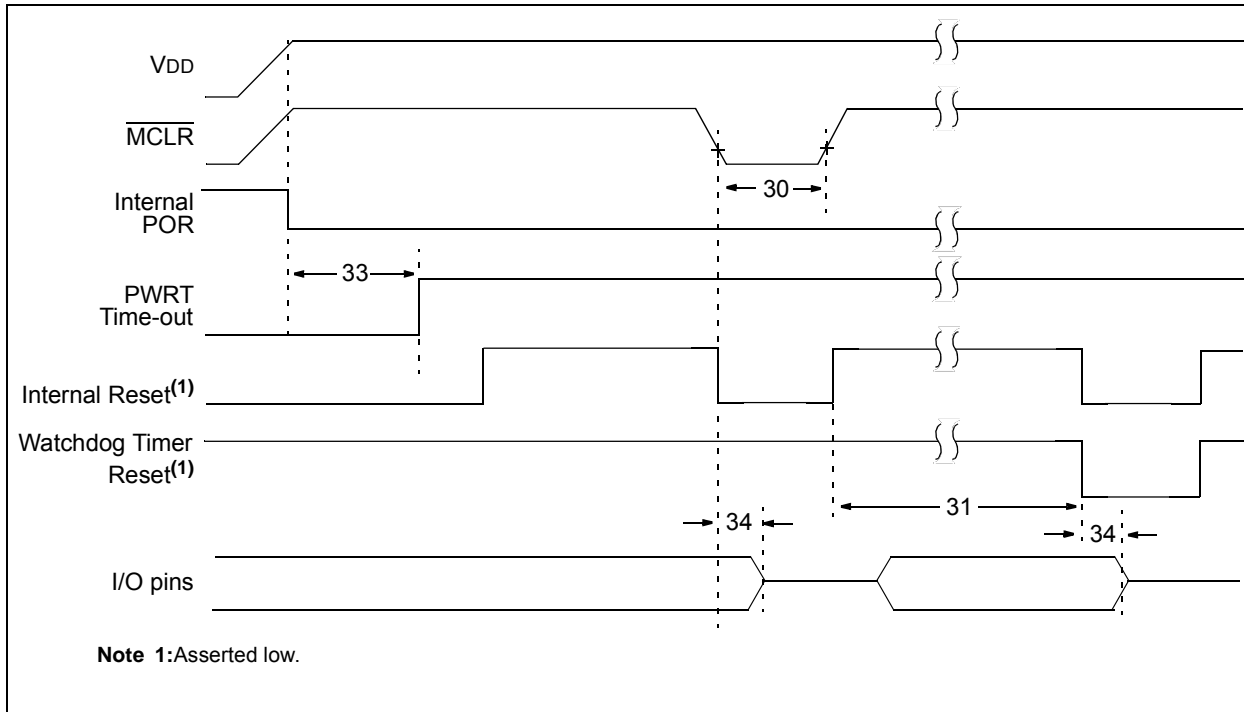 VDD
MCLR
30
Internal
POR
33
PWRT
Time-out
Internal Reset(1)
Watchdog Timer
Reset(1)
31
34
34
I/O pins
Note 1:Asserted low.